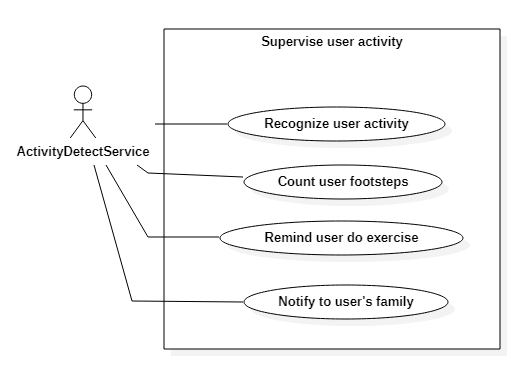 Supervise user activity
Recognize user activity
ActivityDetectService
Count user footsteps
Remind user do exercise
Notify to user's family